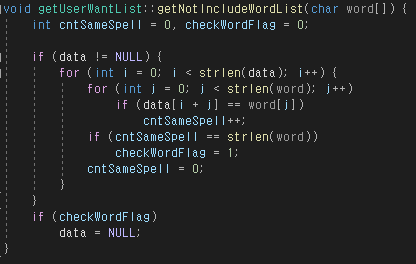 void getUserWantList::getNotIncludeWordList(char word[]) {
    int cntSameSpell = 0, checkWordFlag = 0;

    if (data != NULL) {
        for (int i = 0; i < strlen(data); i++) {
            for (int j = 0; j < strlen(word); j++)
                if (data[i + j] == word[j])
                    cntSameSpell++;
            if (cntSameSpell == strlen(word))
                checkWordFlag = 1;
            cntSameSpell = 0;
        }
    }
    if (checkWordFlag)
        data = NULL;
}